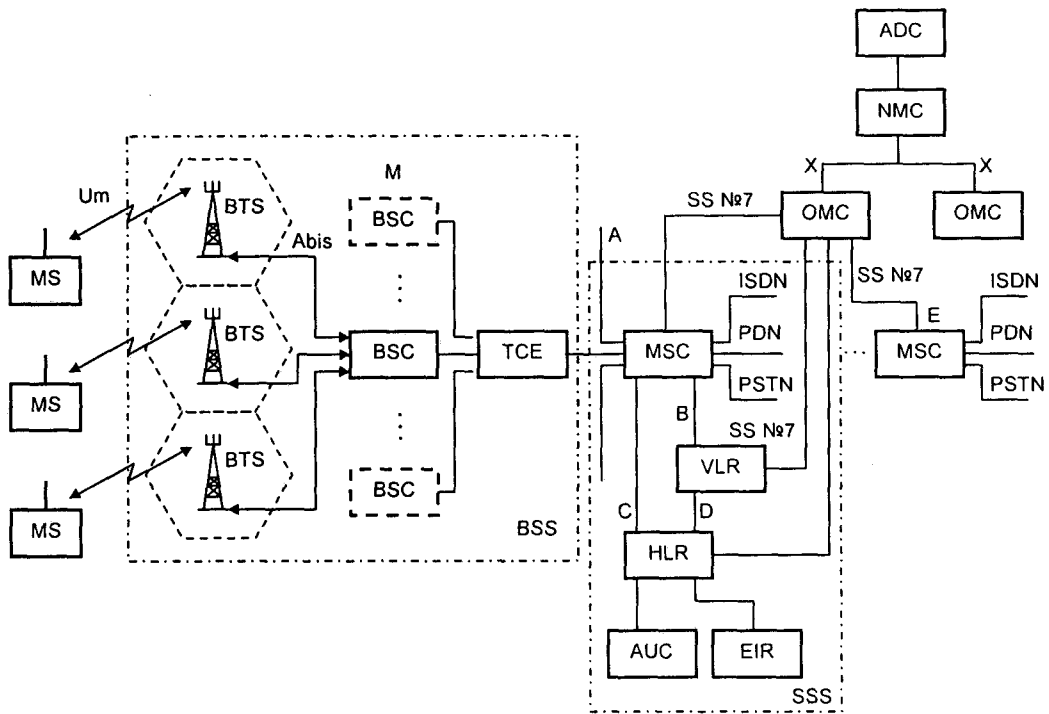 ADC
NMC
X X
OMC OMC
SS №7
M
Um
BTS
BSC
Abis
A
MS
ISDN
SS №7
ISDN
E
BTS
BSC
TCE
MSC
PDN
PSTN
MSC
PDN
PSTN
MS
B
SS №7
BTS
VLR
BSC
MS
BSS
C D
HLR
AUC EIR
SSS